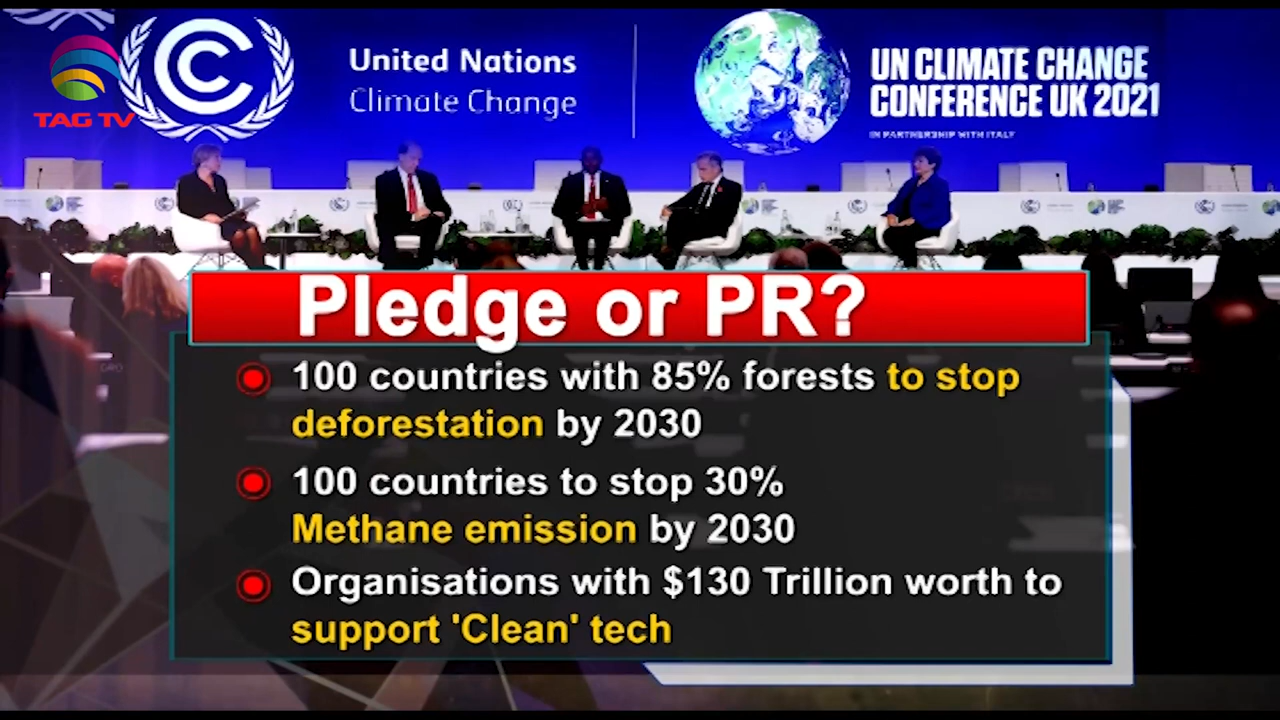 TAG TV
United Nations
Climate Change
UN CLIMATE CHANGE
CONFERENCE UK 2021
IN PARTNERSHIP WITH ITALY
Pledge or PR?
100 countries with 85% forests to stop
deforestation by 2030
100 countries to stop 30%
Methane emission by 2030
Organisations with $130 Trillion worth to
support 'Clean' tech